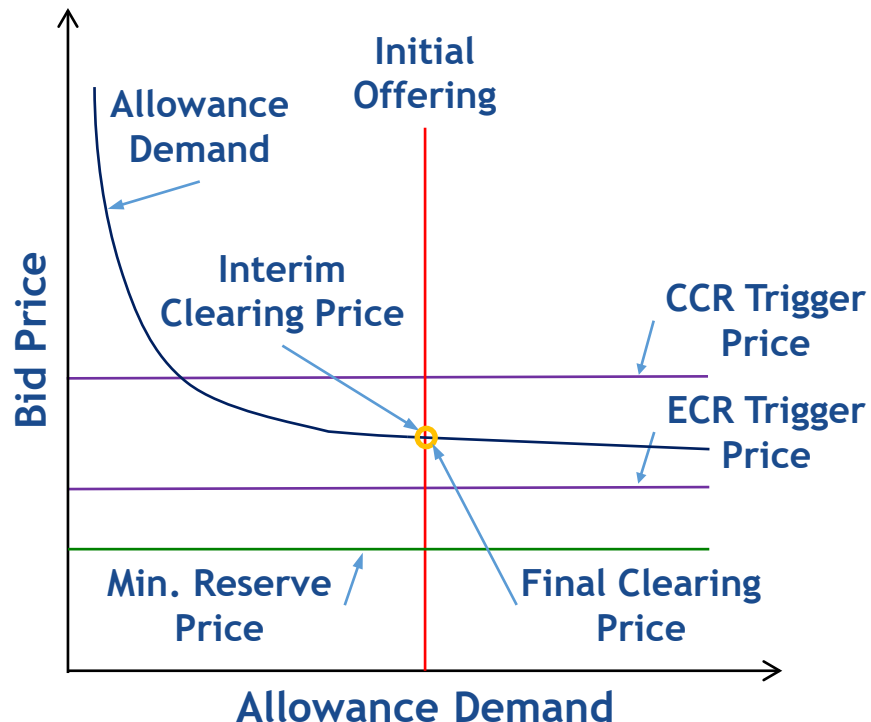 Initial
Offering
Allowance
Demand
Interim
Clearing Price
CCR Trigger
Price
ECR Trigger
Price
Bid Price
Min. Reserve
Price
Final Clearing
Price
Allowance Demand